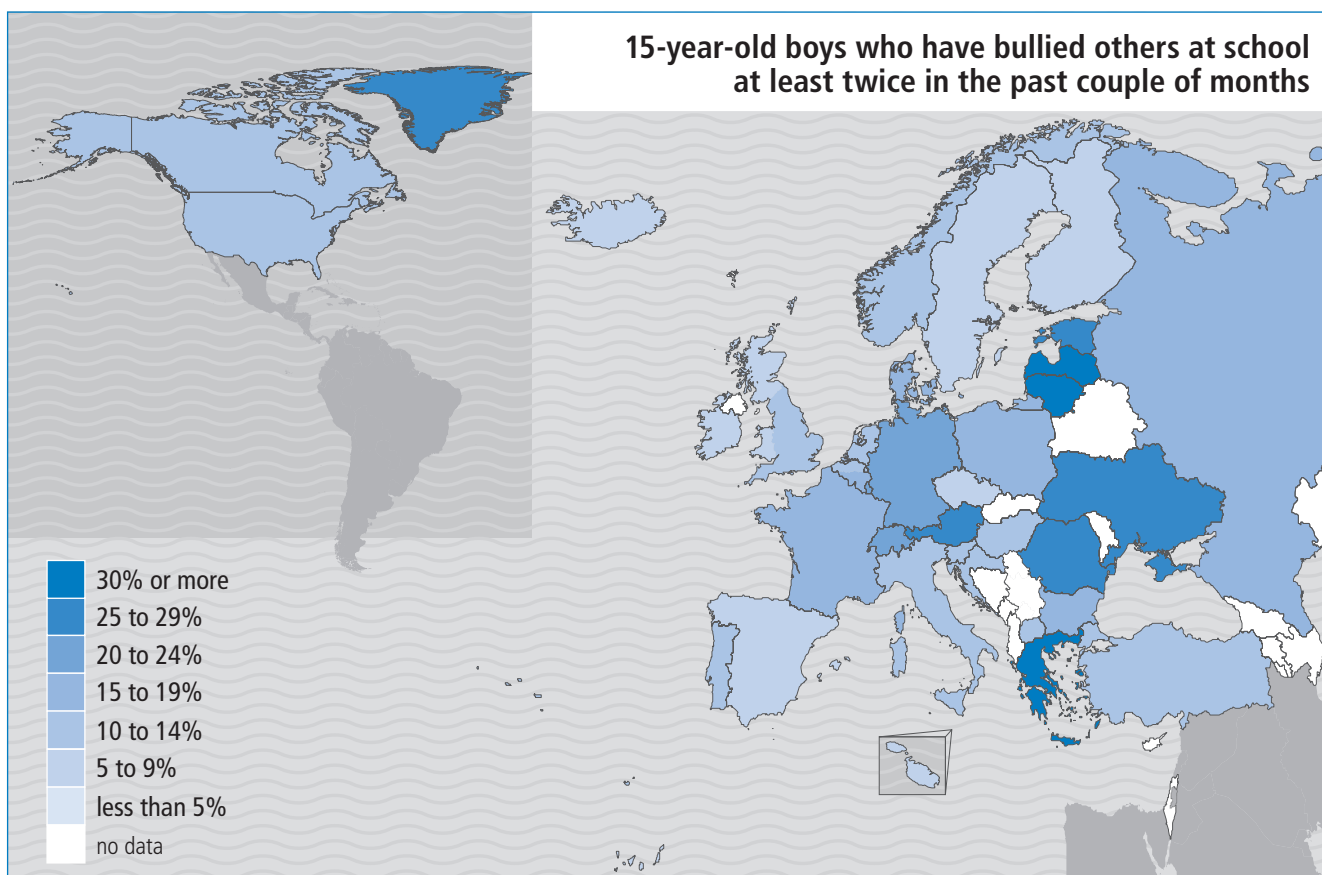 15-year-old boys who have bullied others at school
at least twice in the past couple of months
30% or more
25 to 29%
20 to 24%
15 to 19%
10 to 14%
5 to 9%
less than 5%
no data